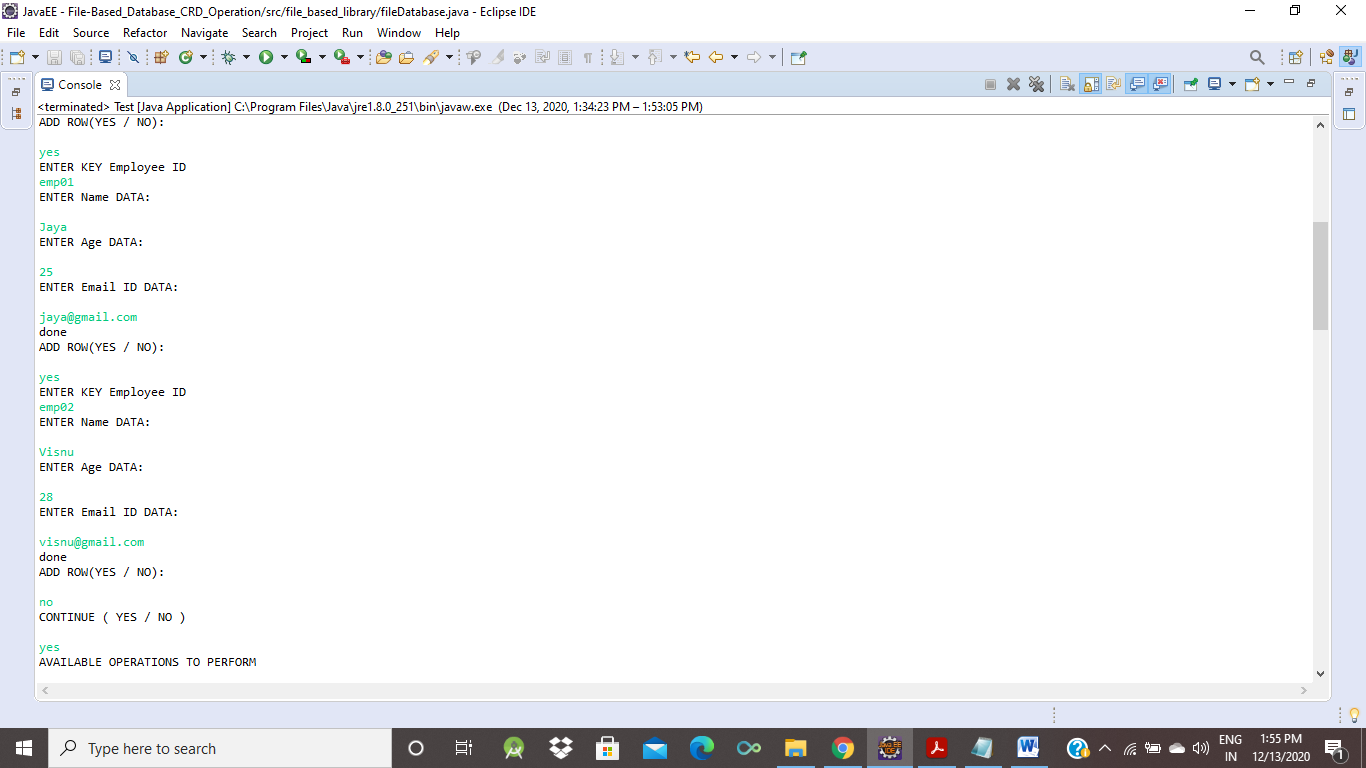 JavaEE - File-Based_Database_CRD_Operation/src/file_based_library/fileDatabase.java - Eclipse IDE
File Edit Source Refactor Navigate Search Project Run Window Help
Console
<terminated> Test [Java Application] C:\Program Files\Java\jre1.8.0_251\bin\javaw.exe (Dec 13, 2020, 1:34:23 PM – 1:53:05 PM)
ADD ROW(YES / NO):
yes
ENTER KEY Employee ID
emp01
ENTER Name DATA:
Jaya
ENTER Age DATA:
25
ENTER Email ID DATA:
jaya@gmail.com
done
ADD ROW(YES / NO):
yes
ENTER KEY Employee ID
emp02
ENTER Name DATA:
Visnu
ENTER Age DATA:
28
ENTER Email ID DATA:
visnu@gmail.com
done
ADD ROW(YES / NO):
no
CONTINUE ( YES / NO )
yes
AVAILABLE OPERATIONS TO PERFORM
Type here to search
ENG
IN
1:55 PM
12/13/2020
1